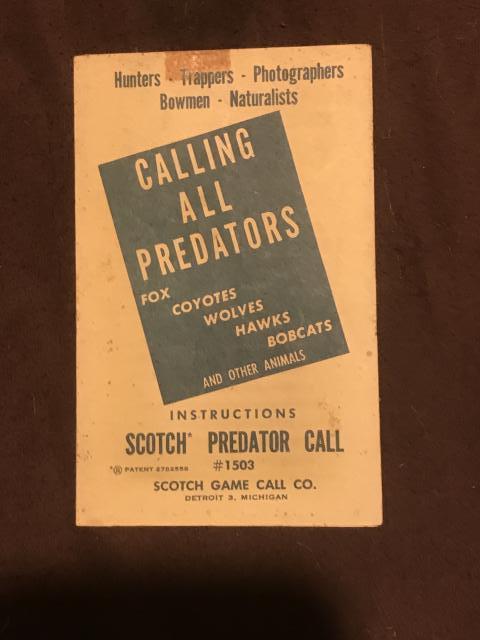 Hunters - Trappers - Photographers
Bowmen - Naturalists
CALLING
ALL
PREDATORS
FOX
COYOTES
WOLVES
HAWKS
BOBCATS
AND OTHER ANIMALS
INSTRUCTIONS
SCOTCH* PREDATOR CALL
*® PATENT 2782558 #1503
SCOTCH GAME CALL CO.
DETROIT 3, MICHIGAN